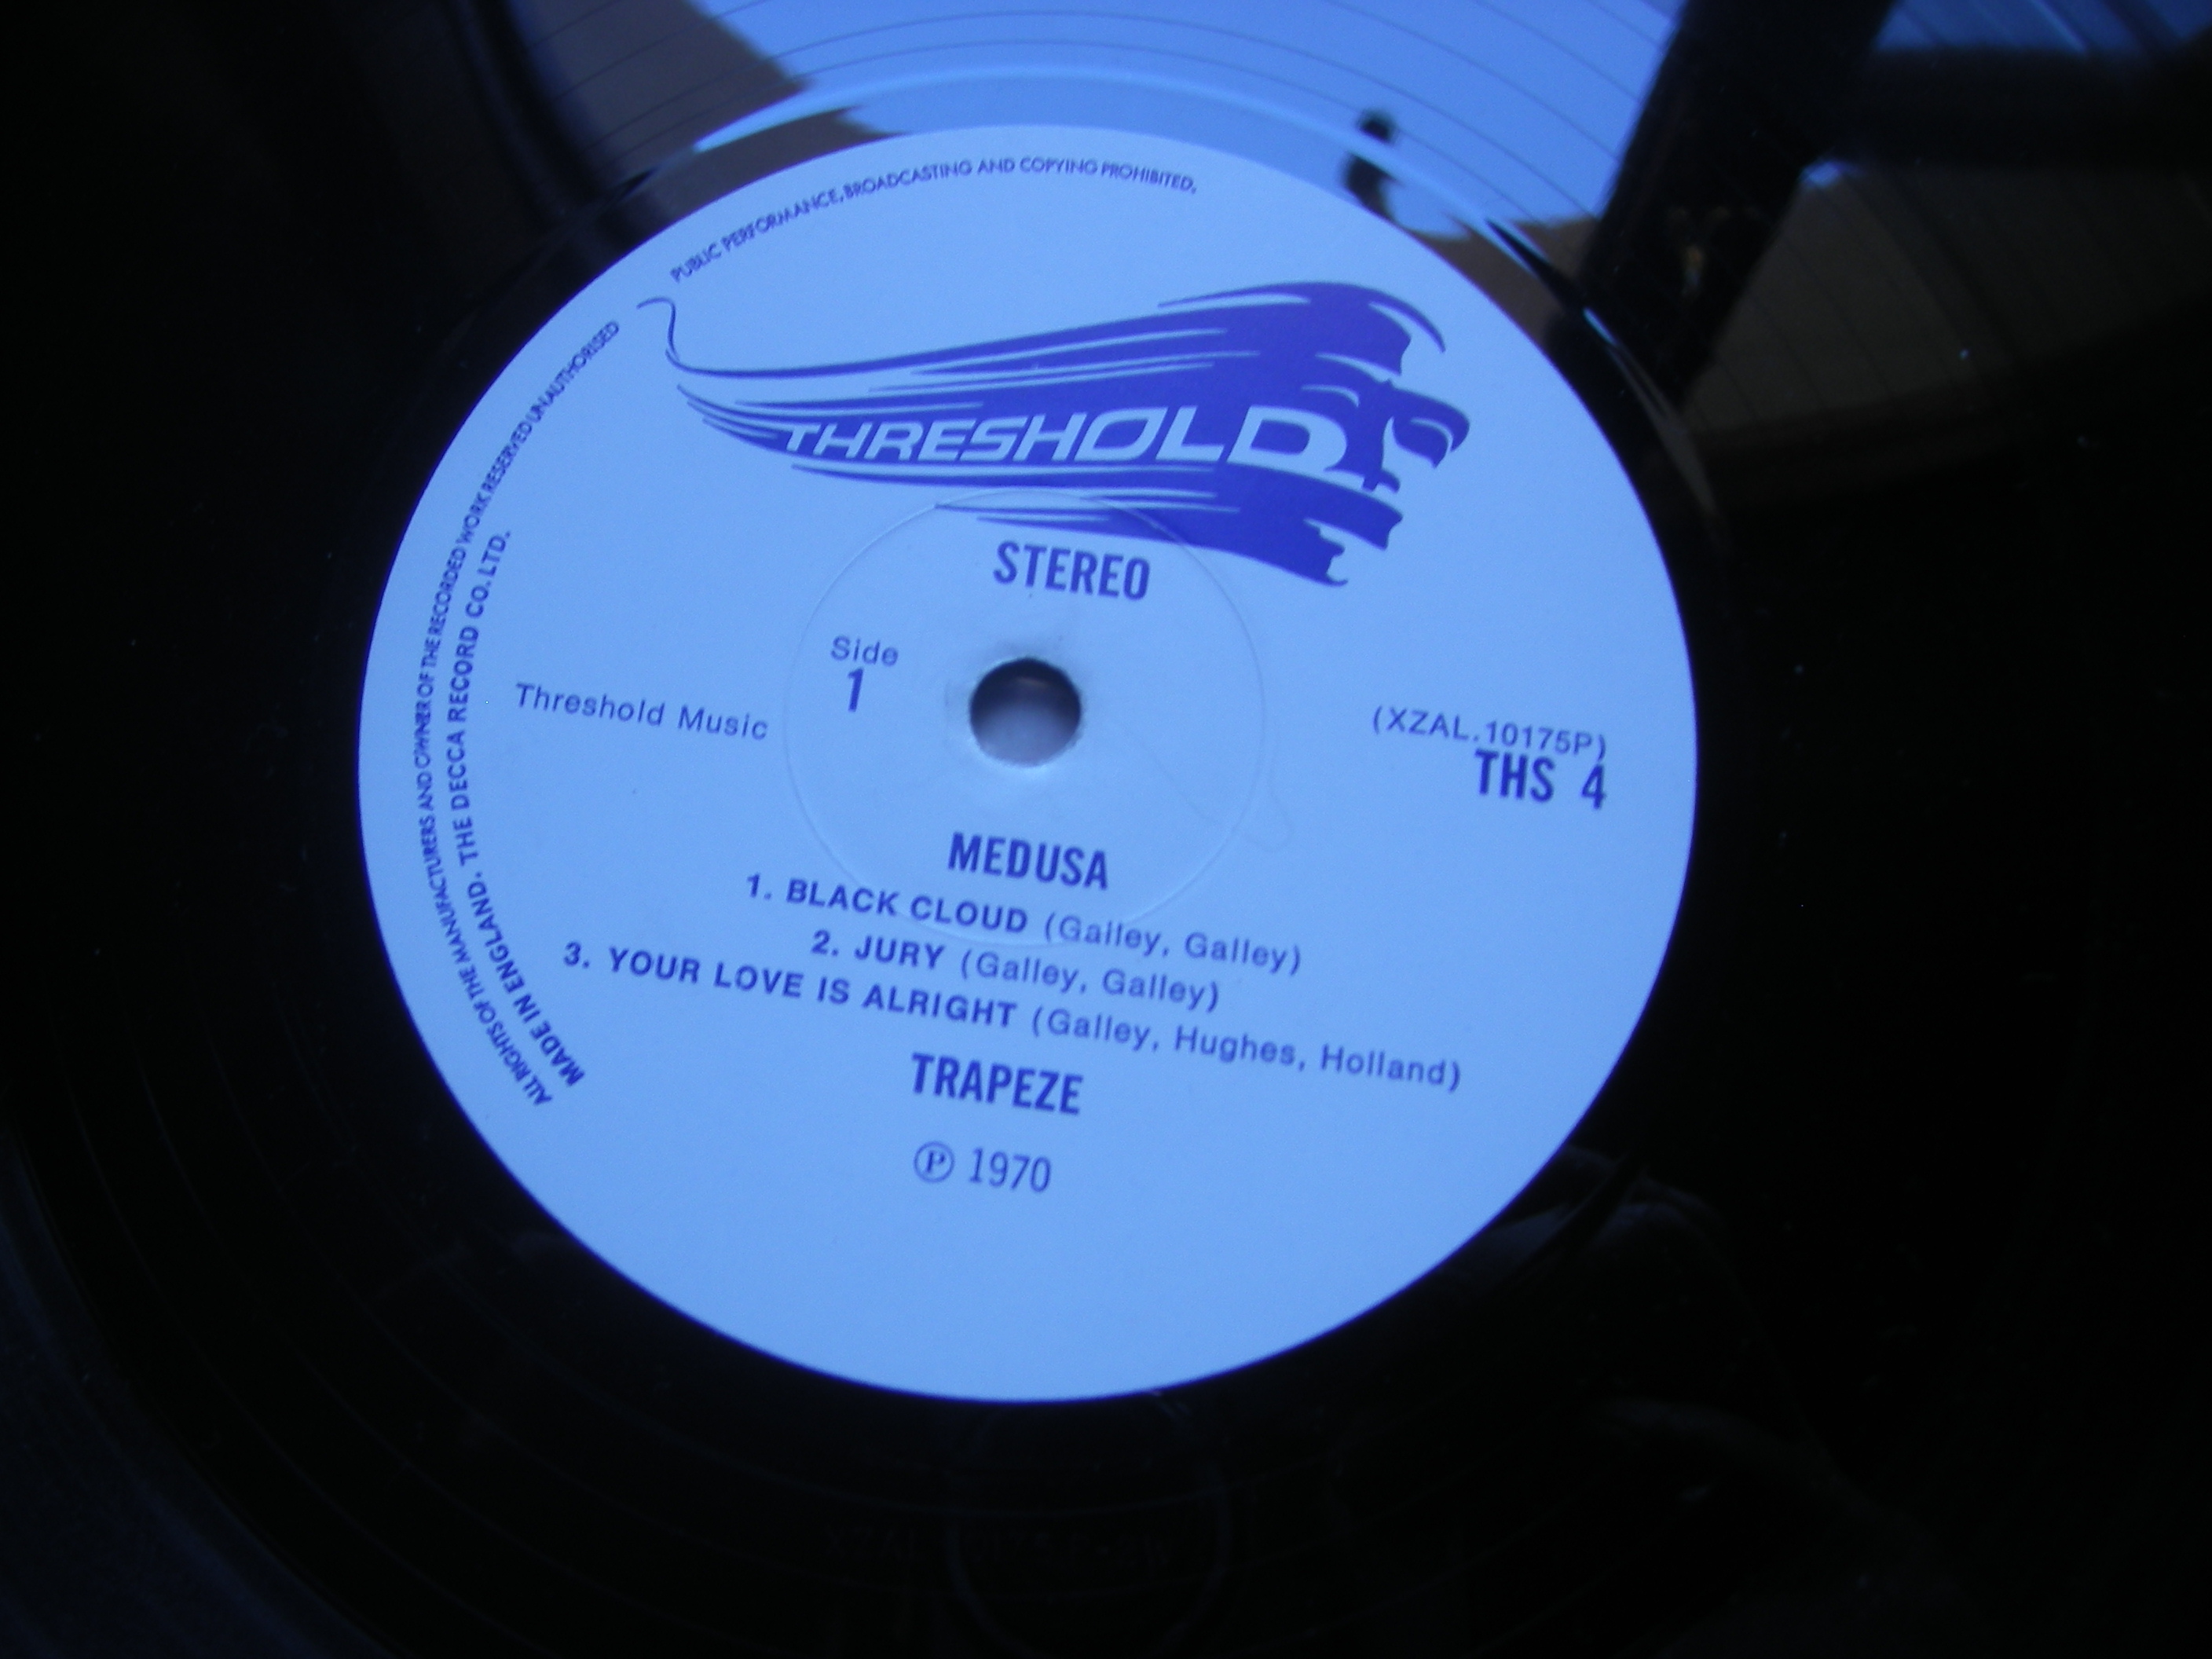 PUBLIC PERFORMANCE, BROADCASTING AND COPYING PROHIBITED,
ALL RIGHTS OF THE MANUFACTURERS AND OWNER OF THE RECORDED WORK RESERVED UNAUTHORISED
MADE IN ENGLAND. THE DECCA RECORD CO. LTD.
THRESHOLD
STEREO
Side
1
Threshold Music
(XZAL.10175P)
THS 4
MEDUSA
1. BLACK CLOUD (Galley, Galley)
2. JURY (Galley, Galley)
3. YOUR LOVE IS ALRIGHT (Galley, Hughes, Holland)
TRAPEZE
℗ 1970